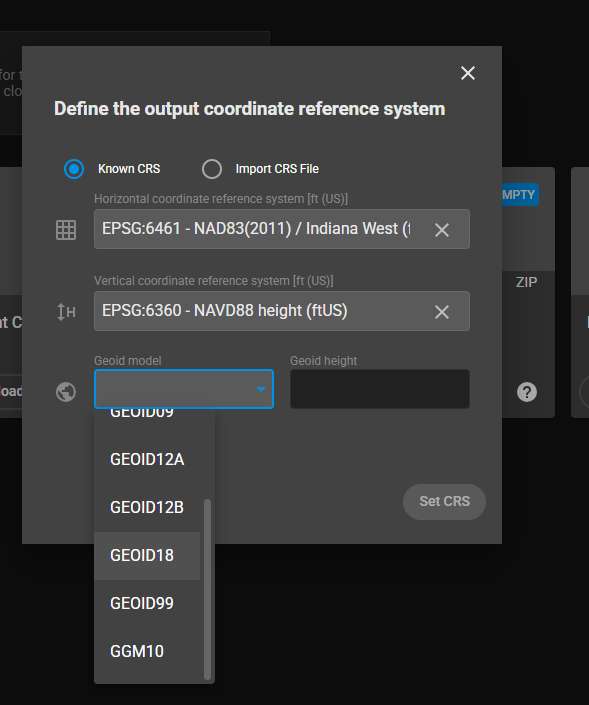 for t
clo
Define the output coordinate reference system
Known CRS
Import CRS File
Horizontal coordinate reference system [ft (US)]
EPSG:6461 - NAD83(2011) / Indiana West (f
MPTY
Vertical coordinate reference system [ft (US)]
ZIP
EPSG:6360 - NAVD88 height (ftUS)
nt C
Geoid model
Geoid height
oad
GEOID09
GEOID12A
GEOID12B
Set CRS
GEOID18
GEOID99
GGM10